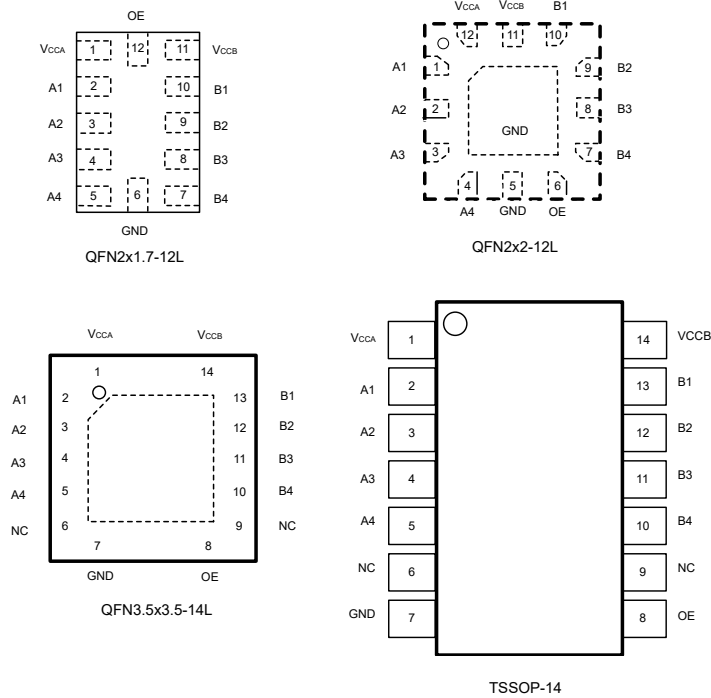 OE
VCCA 1 12 11 VCCB
A1 2 10 B1
A2 3 9 B2
A3 4 8 B3
A4 5 6 7 B4
GND
QFN2x1.7-12L
VCCA VCCB B1
12 11 10
A1 1 9 B2
A2 2 8 B3
GND
A3 3 7 B4
4 5 6
A4 GND OE
QFN2x2-12L
VCCA VCCB
1 14
A1 2 13 B1
A2 3 12 B2
A3 4 11 B3
A4 5 10 B4
NC 6 9 NC
7 8
GND OE
QFN3.5x3.5-14L
VCCA 1 14 VCCB
A1 2 13 B1
A2 3 12 B2
A3 4 11 B3
A4 5 10 B4
NC 6 9 NC
GND 7 8 OE
TSSOP-14